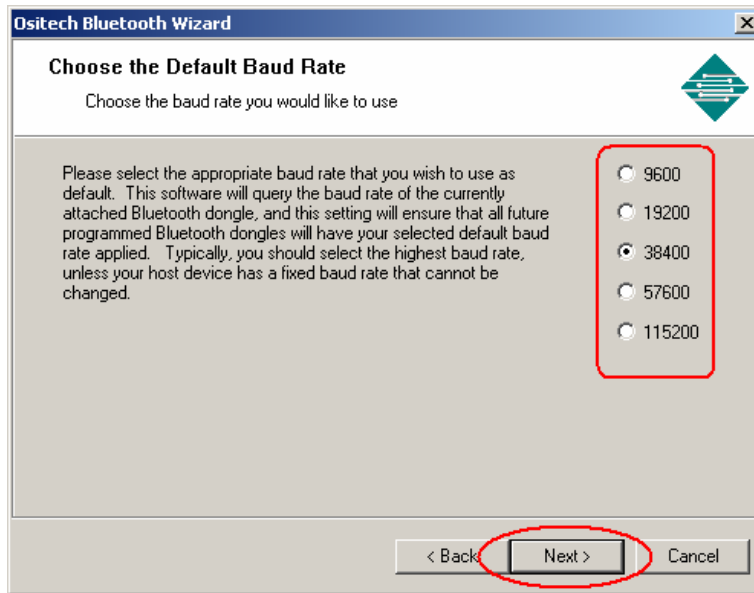 Ositech Bluetooth Wizard
Choose the Default Baud Rate
Choose the baud rate you would like to use
Please select the appropriate baud rate that you wish to use as
default. This software will query the baud rate of the currently
attached Bluetooth dongle, and this setting will ensure that all future
programmed Bluetooth dongles will have your selected default baud
rate applied. Typically, you should select the highest baud rate,
unless your host device has a fixed baud rate that cannot be
changed.
9600
19200
38400
57600
115200
< Back
Next >
Cancel